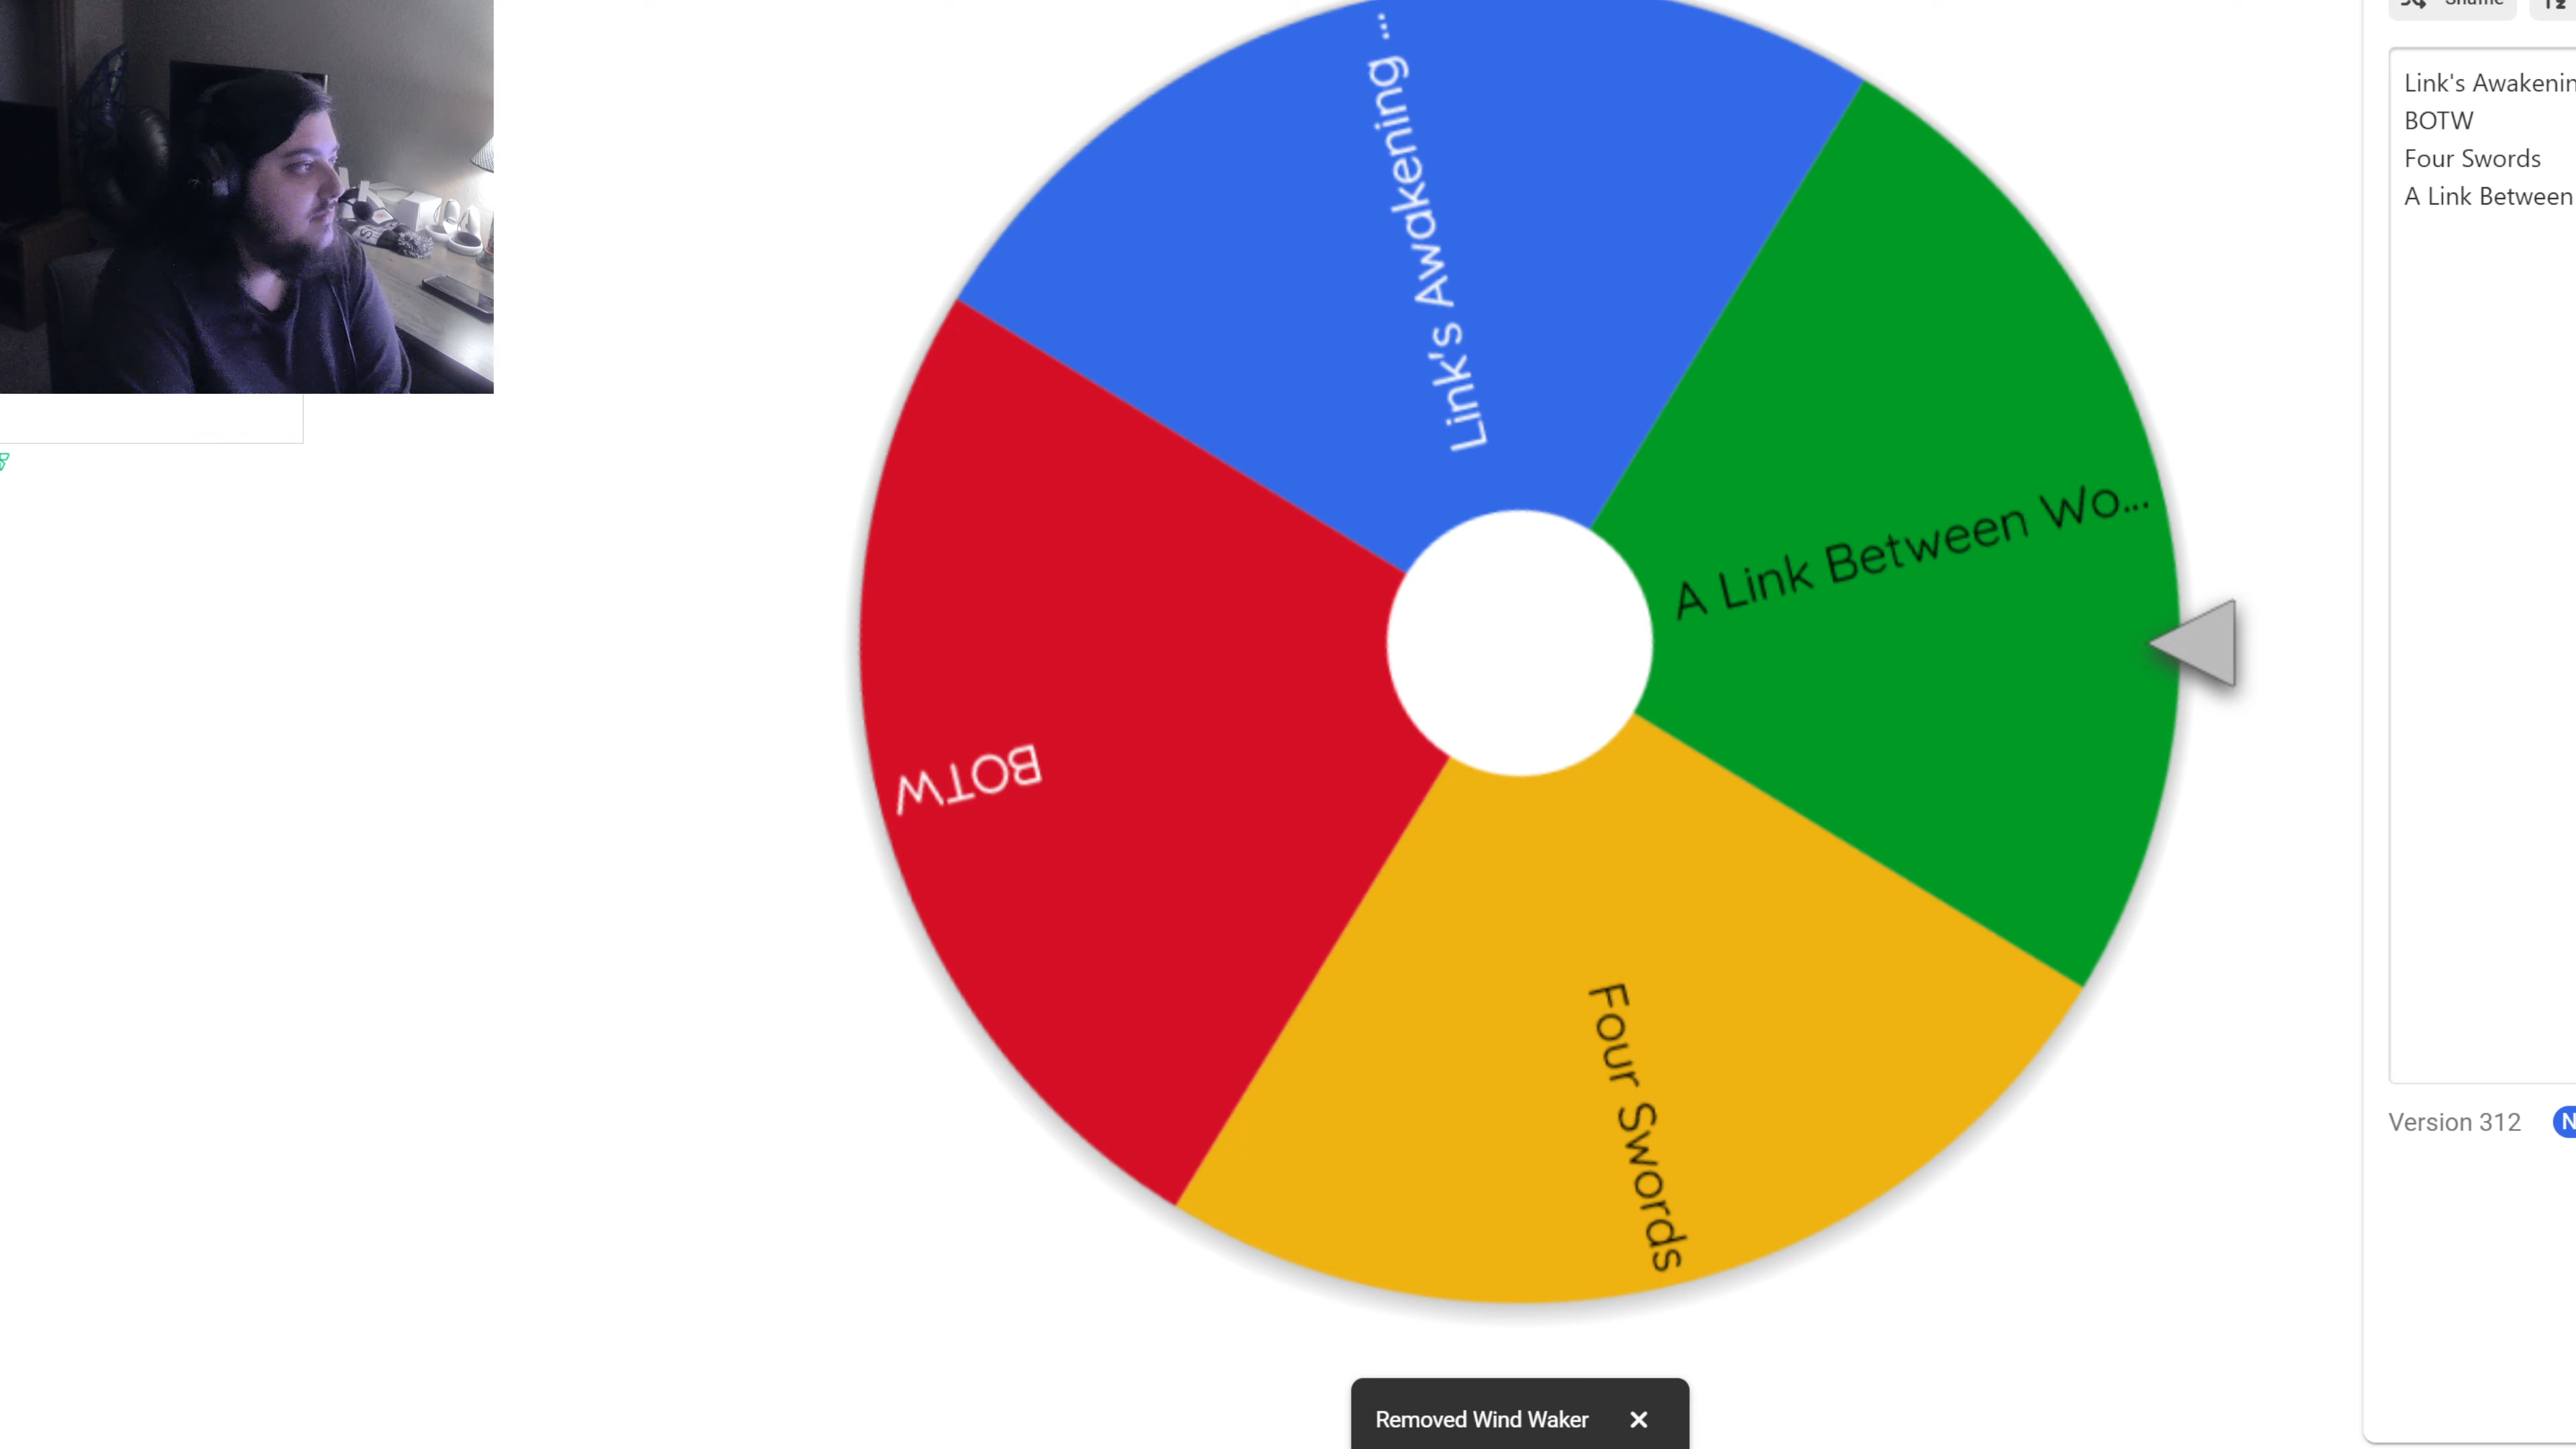 Shuffle
Link's Awakening ...
A Link Between Wo...
BOTW
Four Swords
Link's Awakenin
BOTW
Four Swords
A Link Between
Version 312
N
Removed Wind Waker